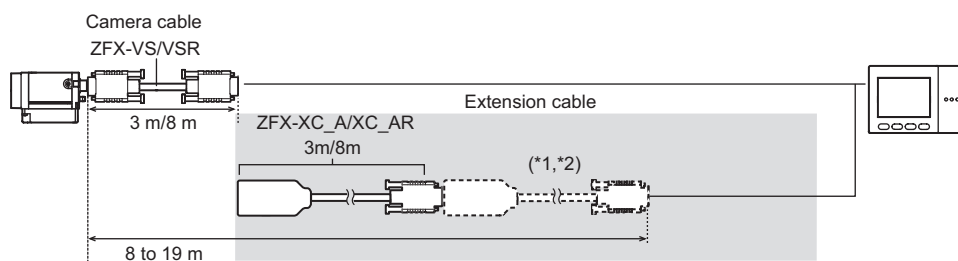 Camera cable
ZFX-VS/VSR
3 m/8 m
Extension cable
ZFX-XC_A/XC_AR
3m/8m
(*1,*2)
8 to 19 m